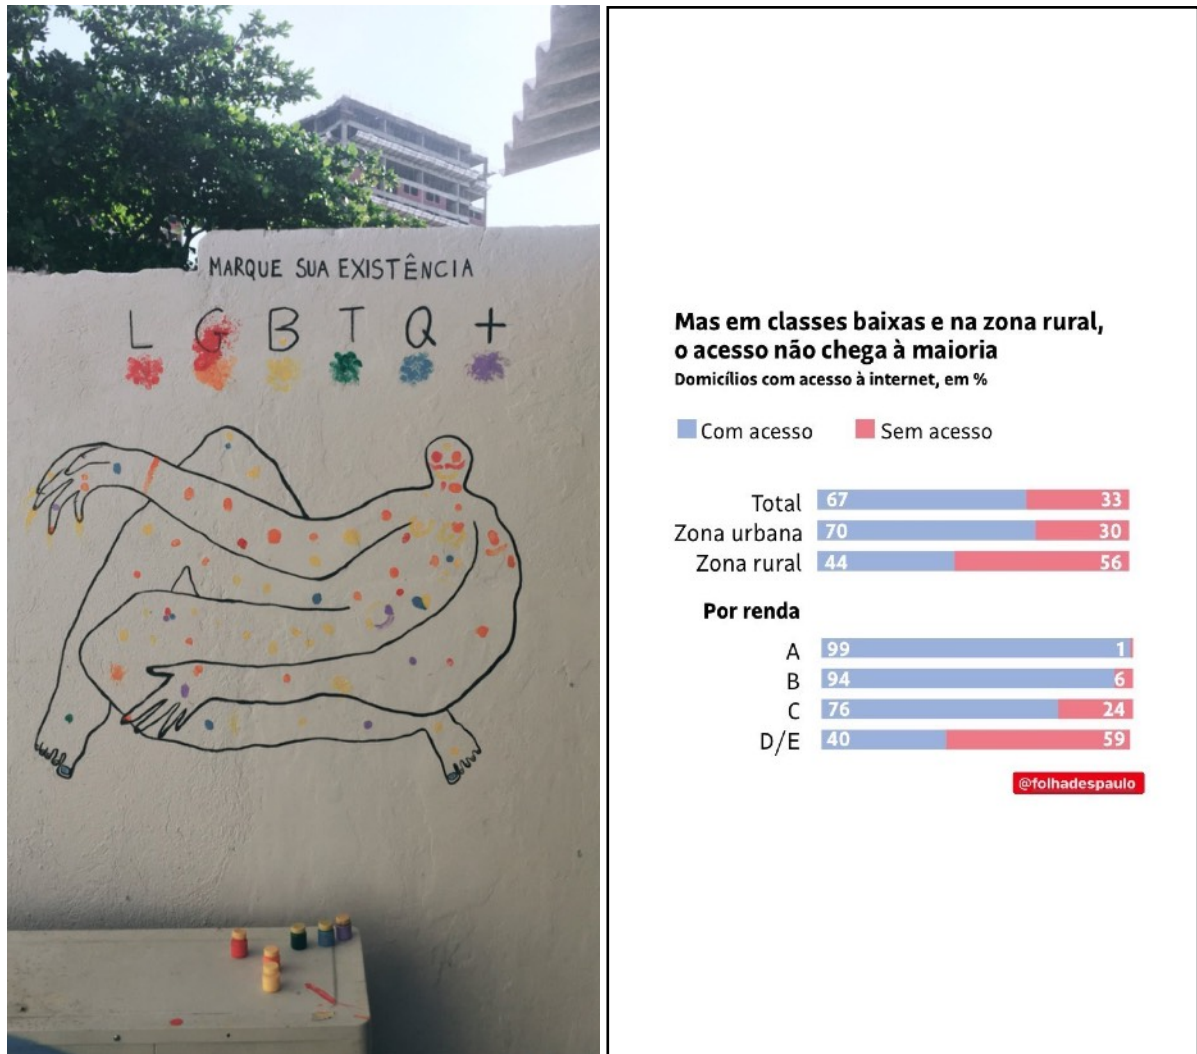 MARQUE SUA EXISTÊNCIA
L G B T Q +
Mas em classes baixas e na zona rural,
o acesso não chega à maioria
Domicílios com acesso à internet, em %
Com acesso Sem acesso
Total 67 33
Zona urbana 70 30
Zona rural 44 56
Por renda
A 99 1
B 94 6
C 76 24
D/E 40 59
@folhadespaulo